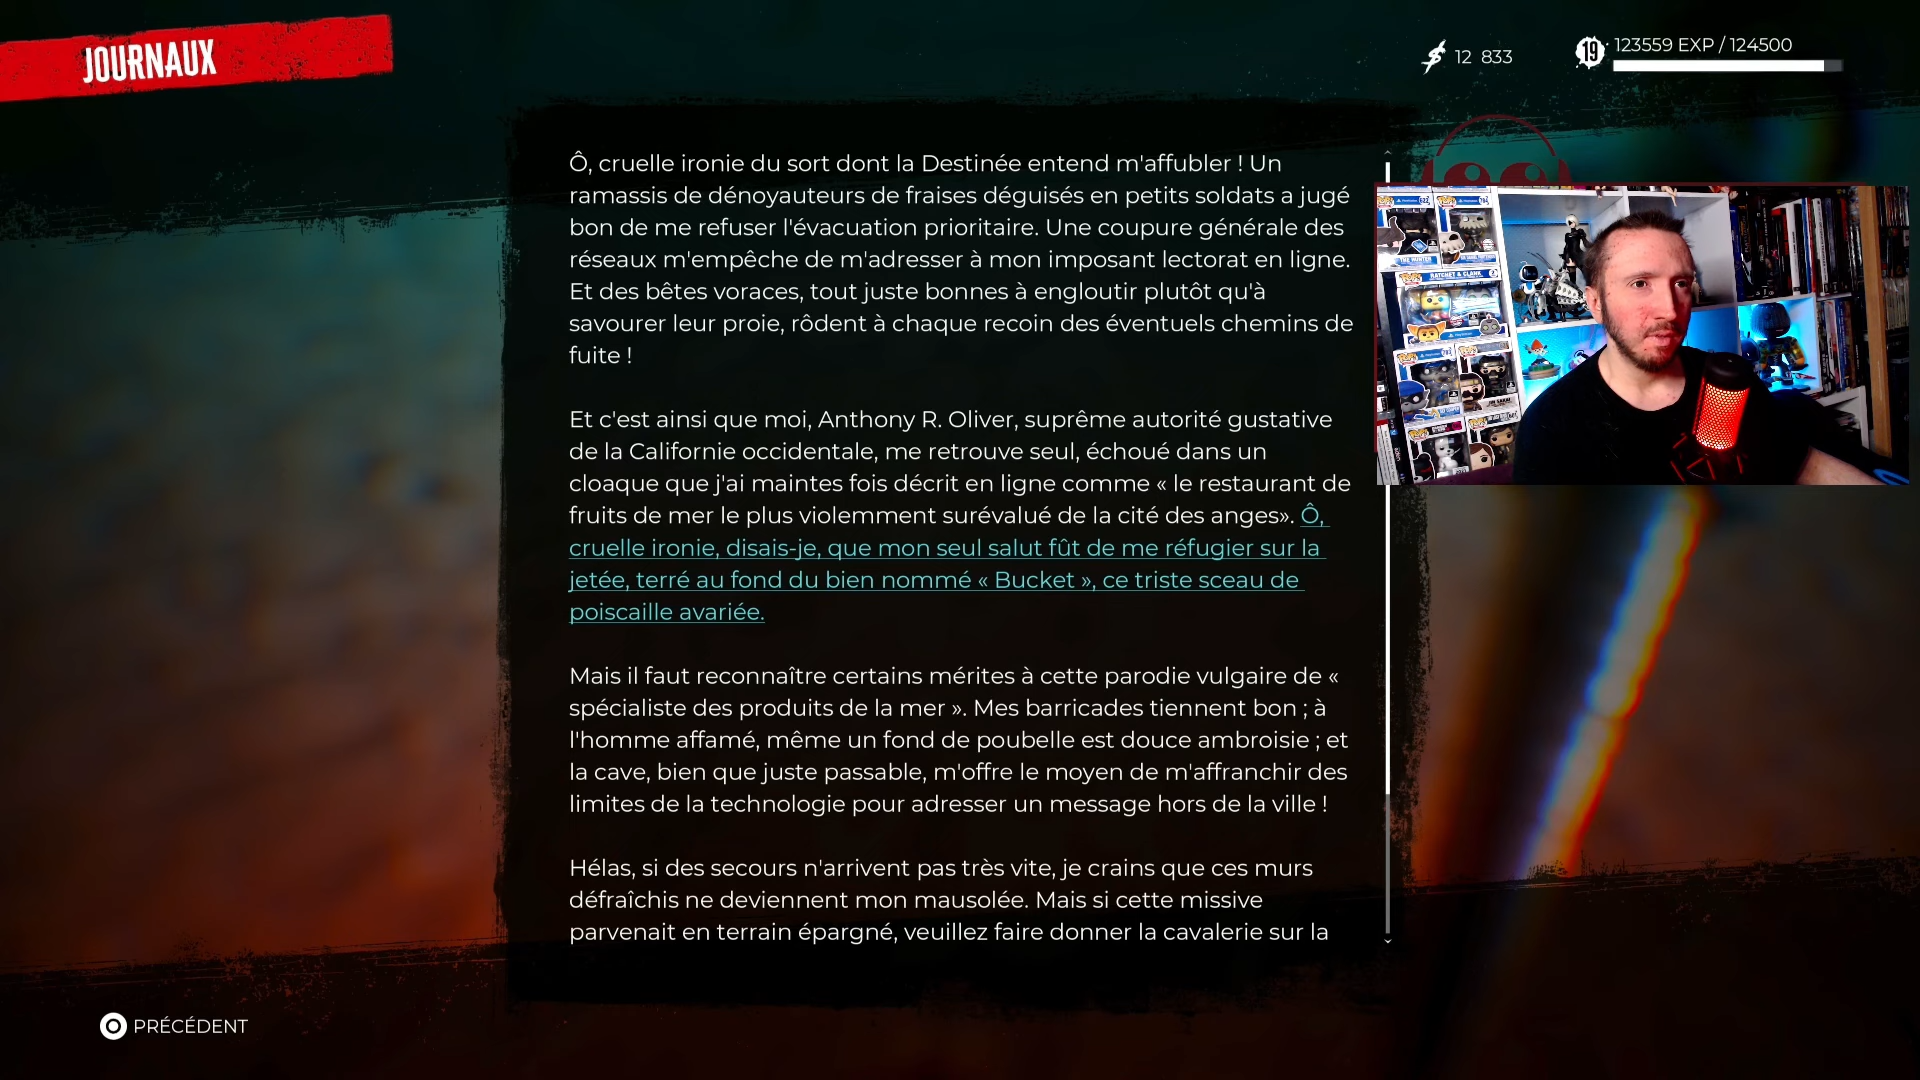 JOURNAUX
12 833
19
123559 EXP / 124500
Ô, cruelle ironie du sort dont la Destinée entend m'affubler ! Un
ramassis de dénoyauteurs de fraises déguisés en petits soldats a jugé
bon de me refuser l'évacuation prioritaire. Une coupure générale des
réseaux m'empêche de m'adresser à mon imposant lectorat en ligne.
Et des bêtes voraces, tout juste bonnes à engloutir plutôt qu'à
savourer leur proie, rôdent à chaque recoin des éventuels chemins de
fuite !
Et c'est ainsi que moi, Anthony R. Oliver, suprême autorité gustative
de la Californie occidentale, me retrouve seul, échoué dans un
cloaque que j'ai maintes fois décrit en ligne comme « le restaurant de
fruits de mer le plus violemment surévalué de la cité des anges». Ô,
cruelle ironie, disais-je, que mon seul salut fût de me réfugier sur la
jetée, terré au fond du bien nommé « Bucket », ce triste sceau de
poiscaille avariée.
Mais il faut reconnaître certains mérites à cette parodie vulgaire de «
spécialiste des produits de la mer ». Mes barricades tiennent bon ; à
l'homme affamé, même un fond de poubelle est douce ambroisie ; et
la cave, bien que juste passable, m'offre le moyen de m'affranchir des
limites de la technologie pour adresser un message hors de la ville !
Hélas, si des secours n'arrivent pas très vite, je crains que ces murs
défraîchis ne deviennent mon mausolée. Mais si cette missive
parvenait en terrain épargné, veuillez faire donner la cavalerie sur la
THE HUNTER
RATCHET & CLANK
PRÉCÉDENT